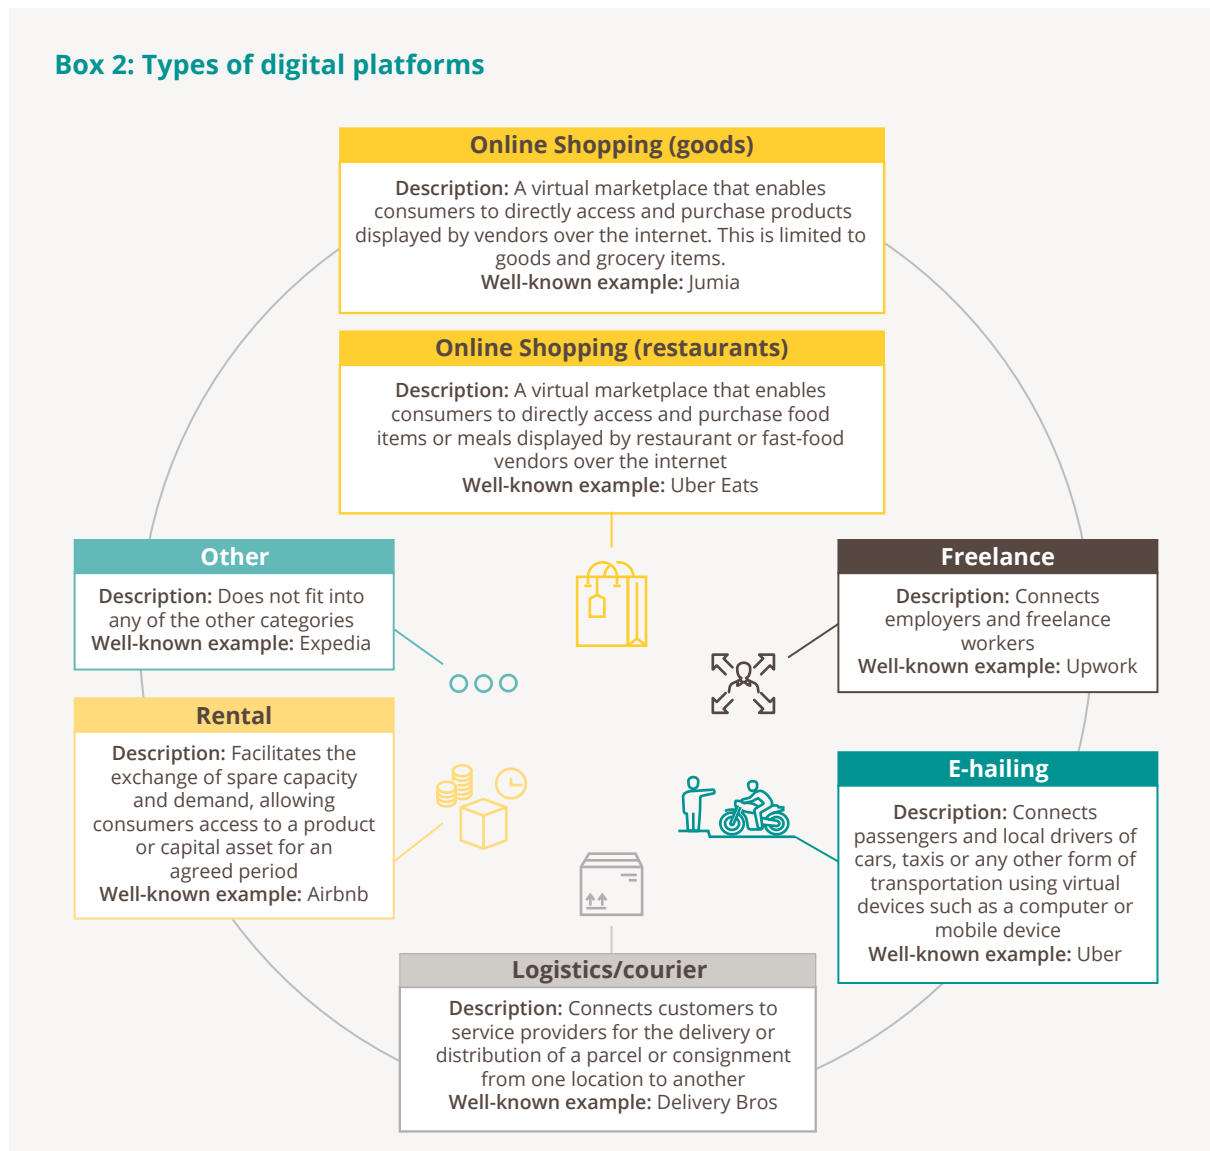 Box 2: Types of digital platforms
Online Shopping (goods)
Description: A virtual marketplace that enables
consumers to directly access and purchase products
displayed by vendors over the internet. This is limited to
goods and grocery items.
Well-known example: Jumia
Online Shopping (restaurants)
Description: A virtual marketplace that enables
consumers to directly access and purchase food
items or meals displayed by restaurant or fast-food
vendors over the internet
Well-known example: Uber Eats
Other
Description: Does not fit into
any of the other categories
Well-known example: Expedia
Freelance
Description: Connects
employers and freelance
workers
Well-known example: Upwork
Rental
Description: Facilitates the
exchange of spare capacity
and demand, allowing
consumers access to a product
or capital asset for an
agreed period
Well-known example: Airbnb
E-hailing
Description: Connects
passengers and local drivers of
cars, taxis or any other form of
transportation using virtual
devices such as a computer or
mobile device
Well-known example: Uber
Logistics/courier
Description: Connects customers to
service providers for the delivery or
distribution of a parcel or consignment
from one location to another
Well-known example: Delivery Bros